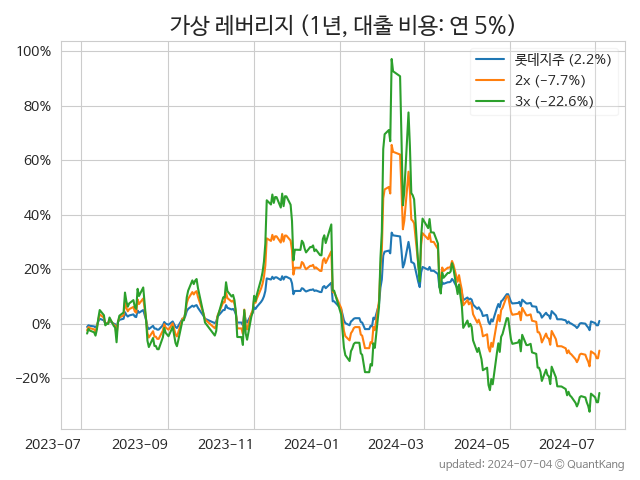 가상 레버리지 (1년, 대출 비용: 연 5%)
100%
80%
60%
40%
20%
0%
−20%
롯데지주 (2.2%)
2x (−7.7%)
3x (−22.6%)
2023-07
2023-09
2023-11
2024-01
2024-03
2024-05
2024-07
updated: 2024-07-04 © QuantKang